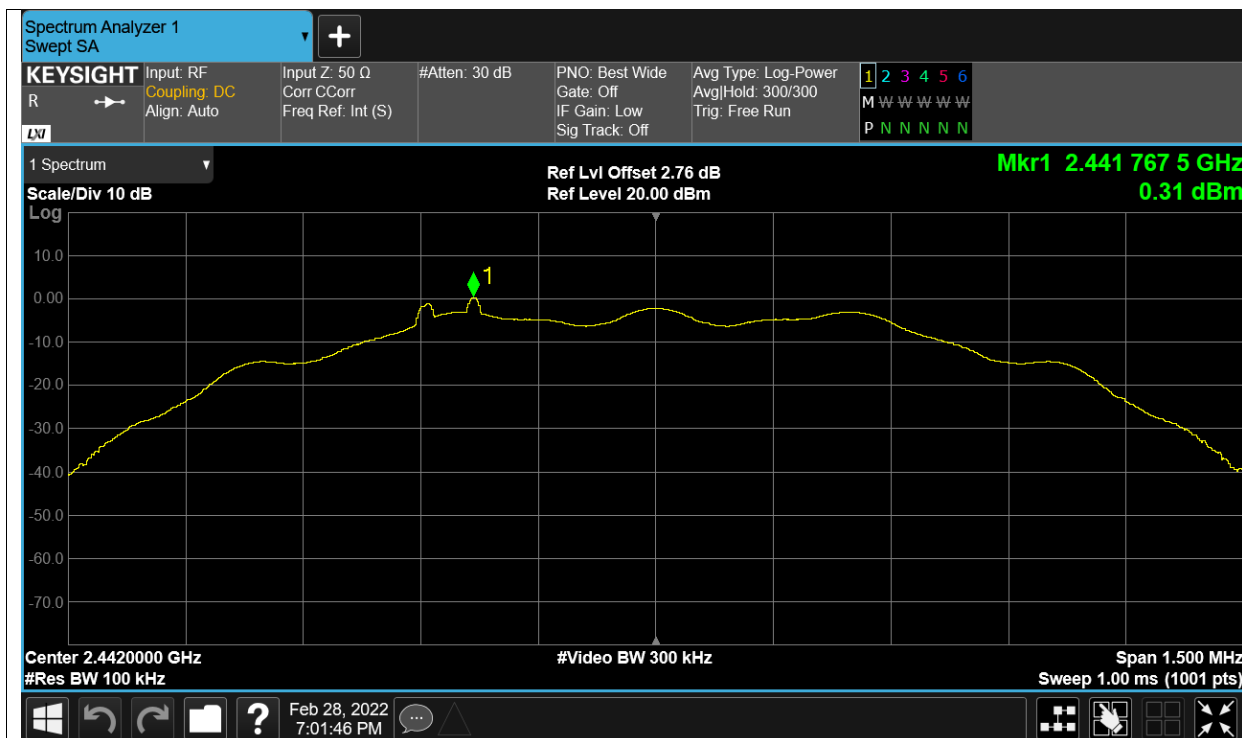 Spectrum Analyzer 1
Swept SA
KEYSIGHT
R
LXI
Input: RF
Coupling: DC
Align: Auto
Input Z: 50 Ω
Corr CCorr
Freq Ref: Int (S)
#Atten: 30 dB
PNO: Best Wide
Gate: Off
IF Gain: Low
Sig Track: Off
Avg Type: Log-Power
Avg|Hold: 300/300
Trig: Free Run
1 2 3 4 5 6
M W W W W W
P N N N N N
1 Spectrum
Scale/Div 10 dB
Log
Ref Lvl Offset 2.76 dB
Ref Level 20.00 dBm
Mkr1 2.441 767 5 GHz
0.31 dBm
1
10.0
0.00
-10.0
-20.0
-30.0
-40.0
-50.0
-60.0
-70.0
Center 2.4420000 GHz
#Res BW 100 kHz
#Video BW 300 kHz
Span 1.500 MHz
Sweep 1.00 ms (1001 pts)
?
Feb 28, 2022
7:01:46 PM